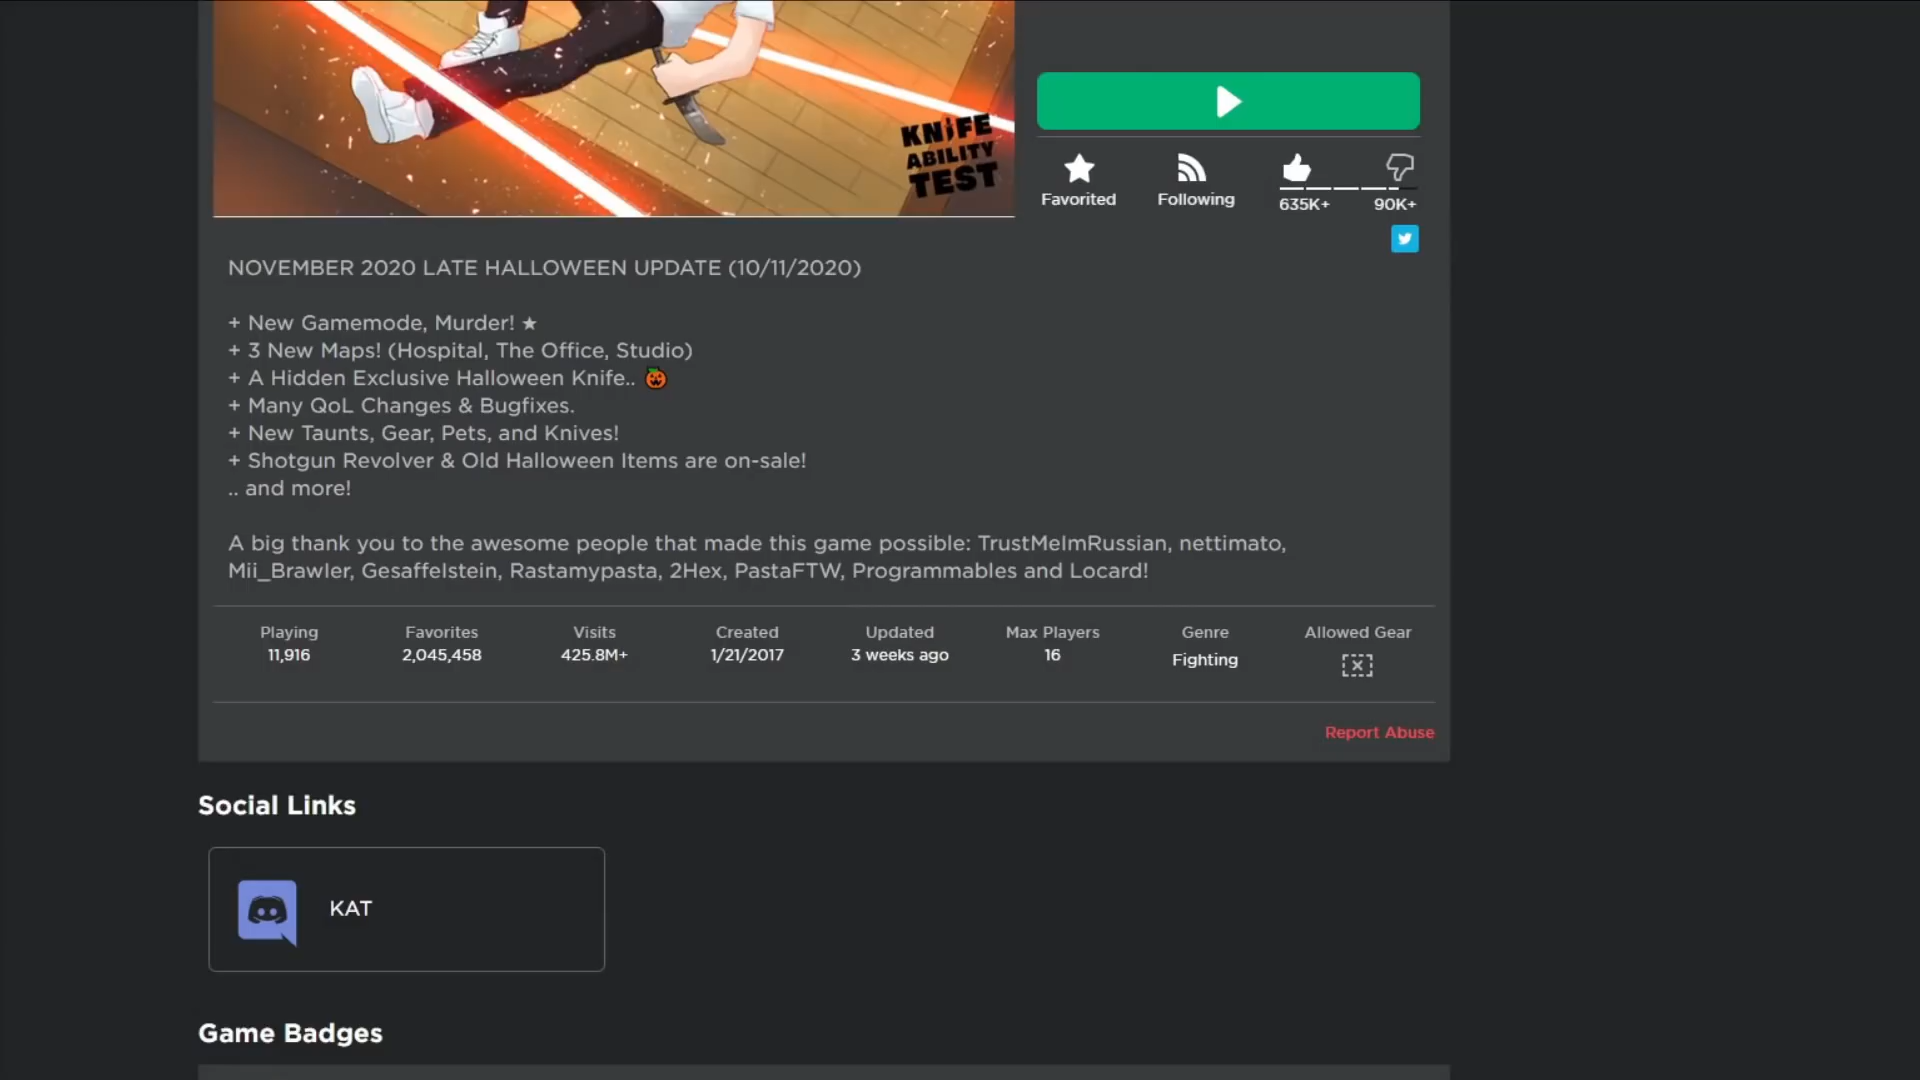 KNIFE
ABILITY
TEST
Favorited
Following
635K+
90K+
NOVEMBER 2020 LATE HALLOWEEN UPDATE (10/11/2020)
+ New Gamemode, Murder! ★
+ 3 New Maps! (Hospital, The Office, Studio)
+ A Hidden Exclusive Halloween Knife.. 🎃
+ Many QoL Changes & Bugfixes.
+ New Taunts, Gear, Pets, and Knives!
+ Shotgun Revolver & Old Halloween Items are on-sale!
.. and more!
A big thank you to the awesome people that made this game possible: TrustMeImRussian, nettimato,
Mii_Brawler, Gesaffelstein, Rastamypasta, 2Hex, PastaFTW, Programmables and Locard!
Playing Favorites Visits Created Updated Max Players Genre Allowed Gear
11,916 2,045,458 425.8M+ 1/21/2017 3 weeks ago 16 Fighting
Report Abuse
Social Links
KAT
Game Badges